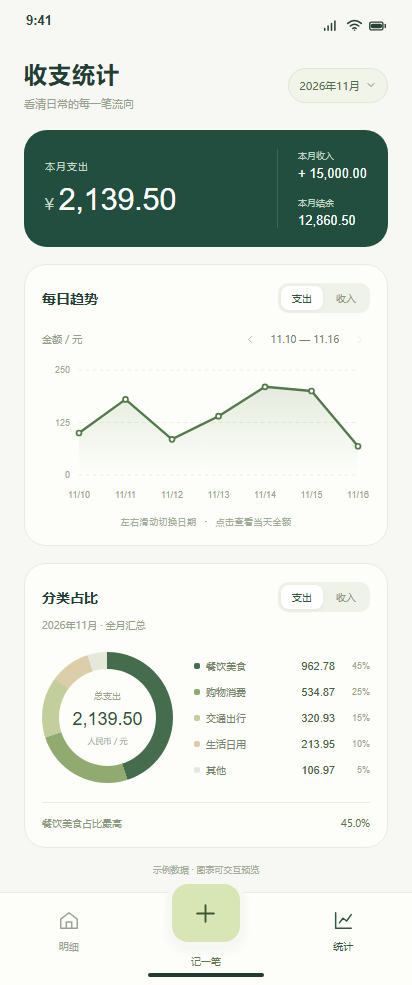 9:41
收支统计
看清日常的每一笔流向
2026年11月
本月支出
¥ 2,139.50
本月收入
+ 15,000.00
本月结余
12,860.50
每日趋势
支出 收入
金额 / 元
11.10 — 11.16
250
125
0
11/10 11/11 11/12 11/13 11/14 11/15 11/16
左右滑动切换日期 · 点击查看当天金额
分类占比
支出 收入
2026年11月 · 全月汇总
总支出
2,139.50
人民币 / 元
餐饮美食 962.78 45%
购物消费 534.87 25%
交通出行 320.93 15%
生活日用 213.95 10%
其他 106.97 5%
餐饮美食占比最高 45.0%
示例数据 · 图表可交互预览
明细
记一笔
统计